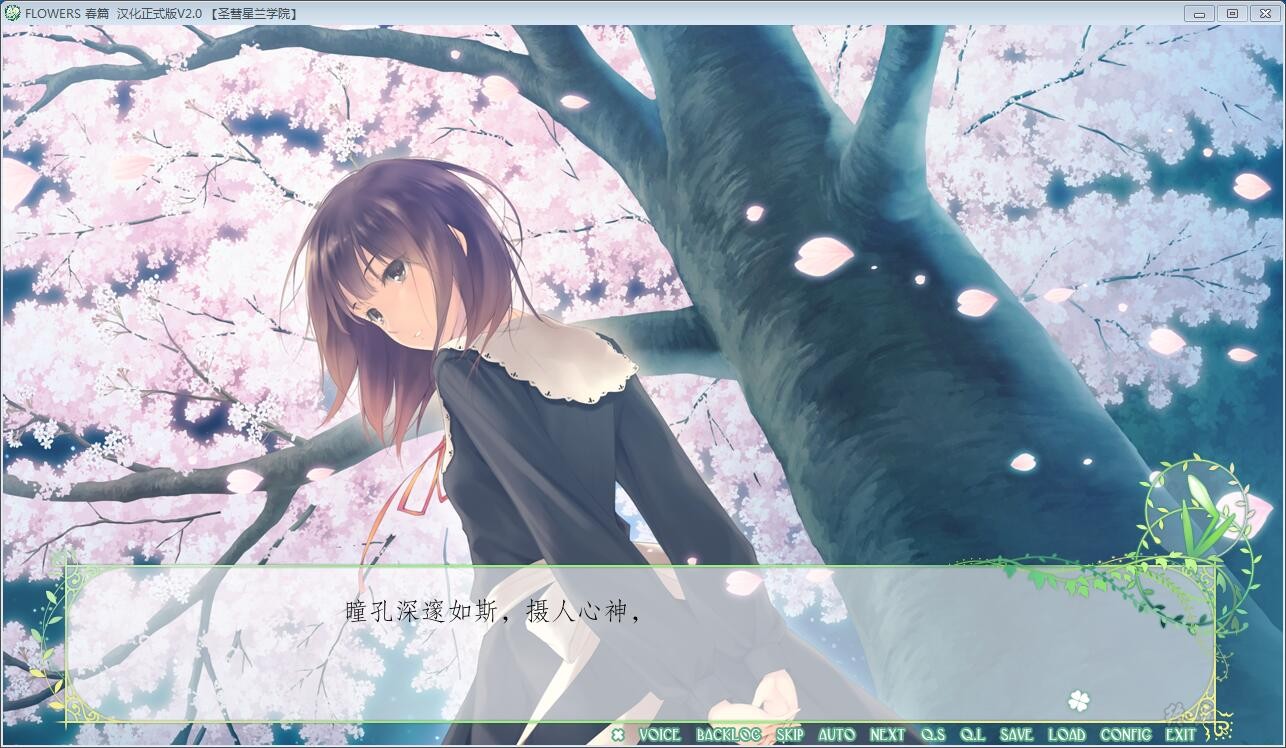 FLOWERS 春篇 汉化正式版V2.0 【圣彗星兰学院】
瞳孔深邃如斯，摄人心神，
VOICE BACKLOG SKIP AUTO NEXT Q.S Q.L SAVE LOAD CONFIG EXIT